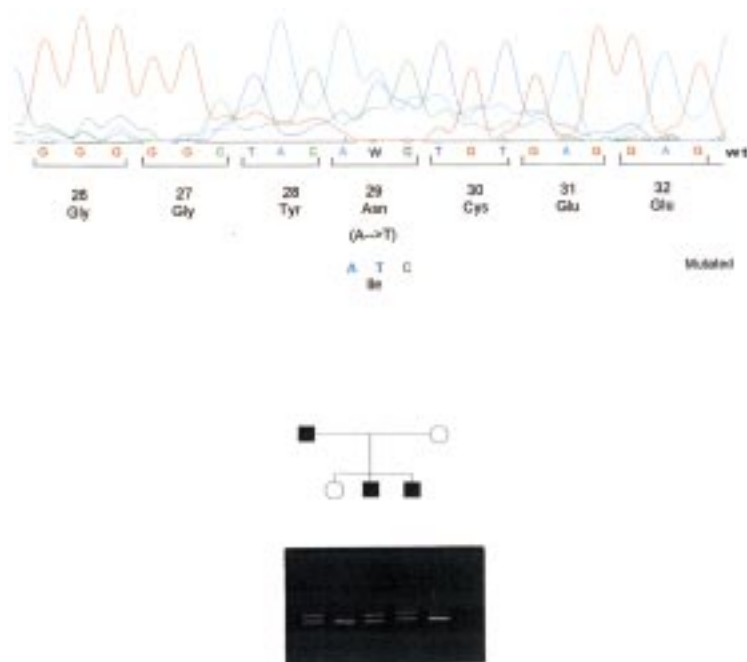 G G G G G C T A C A W C T G T G A G G A G wt
26 27 28 29 30 31 32
Gly Gly Tyr Asn Cys Glu Glu
(A-->T)
A T C Mutated
Ile